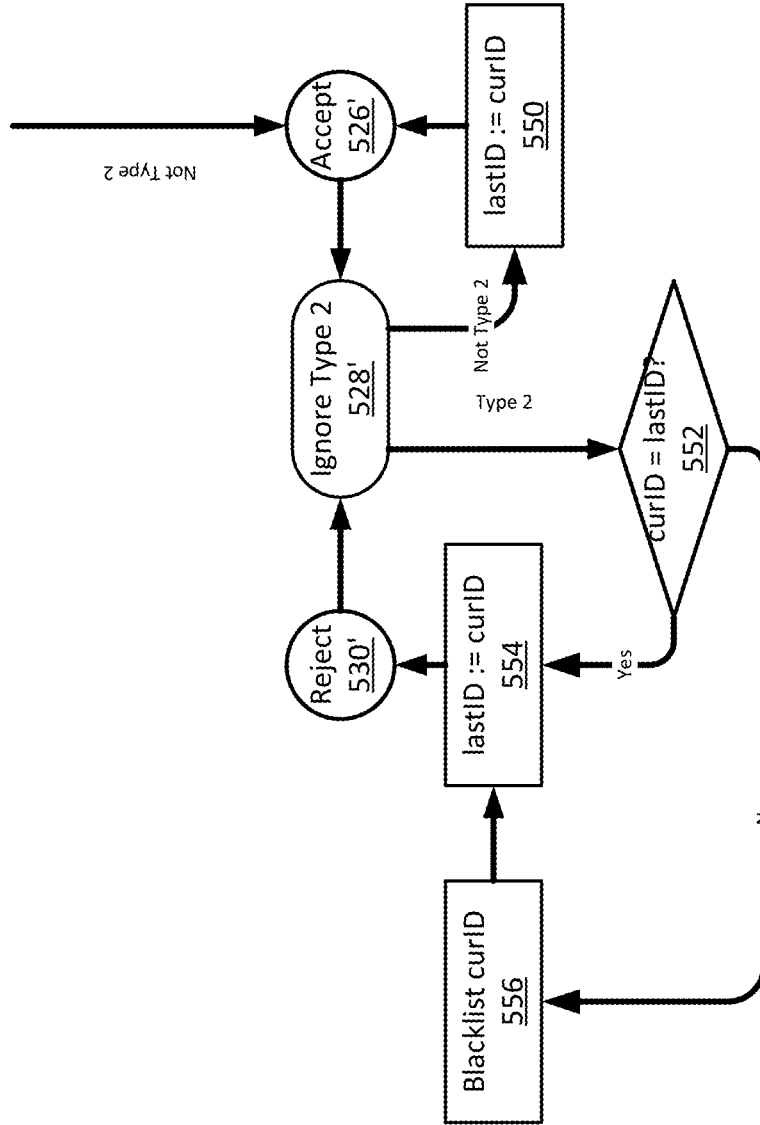 Not Type 2
Accept
526'
lastID := curID
550
Ignore Type 2
528'
Not Type 2
Type 2
curID = lastID?
552
Reject
530'
lastID := curID
554
Yes
Blacklist curID
556